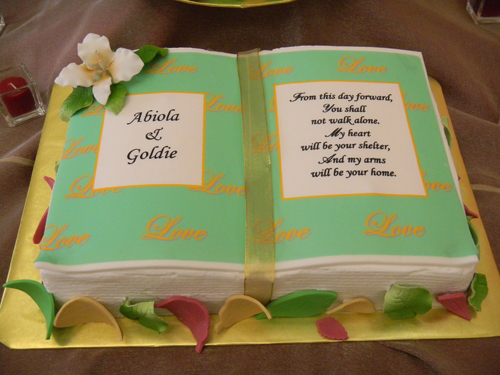 Abiola
&
Goldie
From this day forward,
You shall
not walk alone.
My heart
will be your shelter,
And my arms
will be your home.
Love
Love
Love
Love
Love
Love
Love
Love
Love
Love
Love